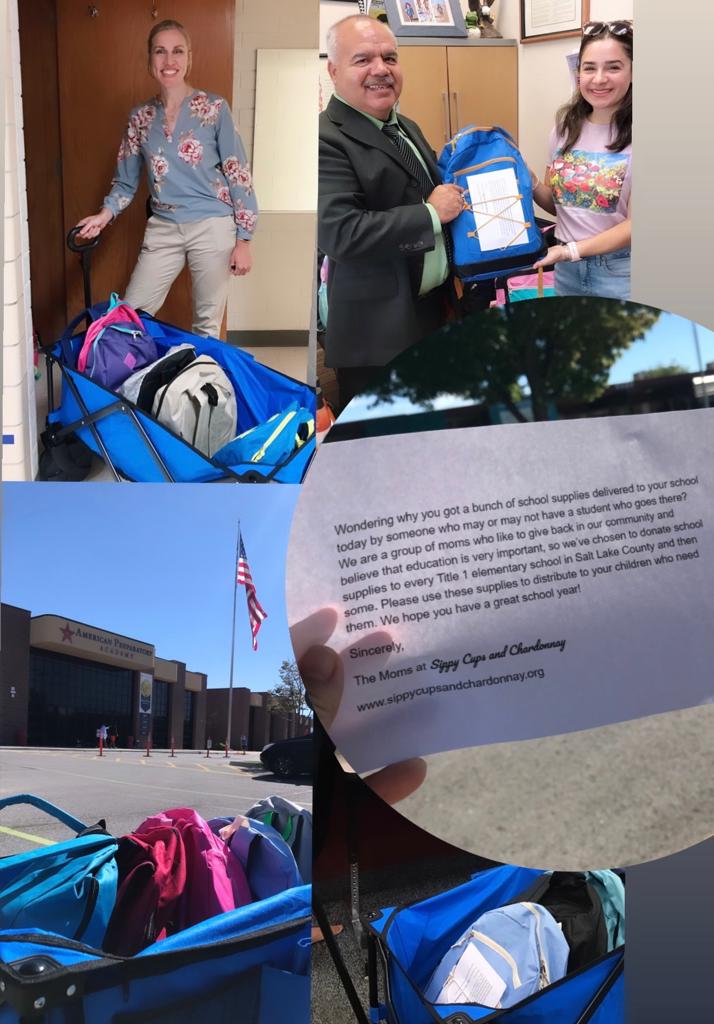 AMERICAN PREPARATORY
ACADEMY
Wondering why you got a bunch of school supplies delivered to your school
today by someone who may or may not have a student who goes there?
We are a group of moms who like to give back in our community and
believe that education is very important, so we've chosen to donate school
supplies to every Title 1 elementary school in Salt Lake County and then
some. Please use these supplies to distribute to your children who need
them. We hope you have a great school year!
Sincerely,
The Moms at Sippy Cups and Chardonnay
www.sippycupsandchardonnay.org